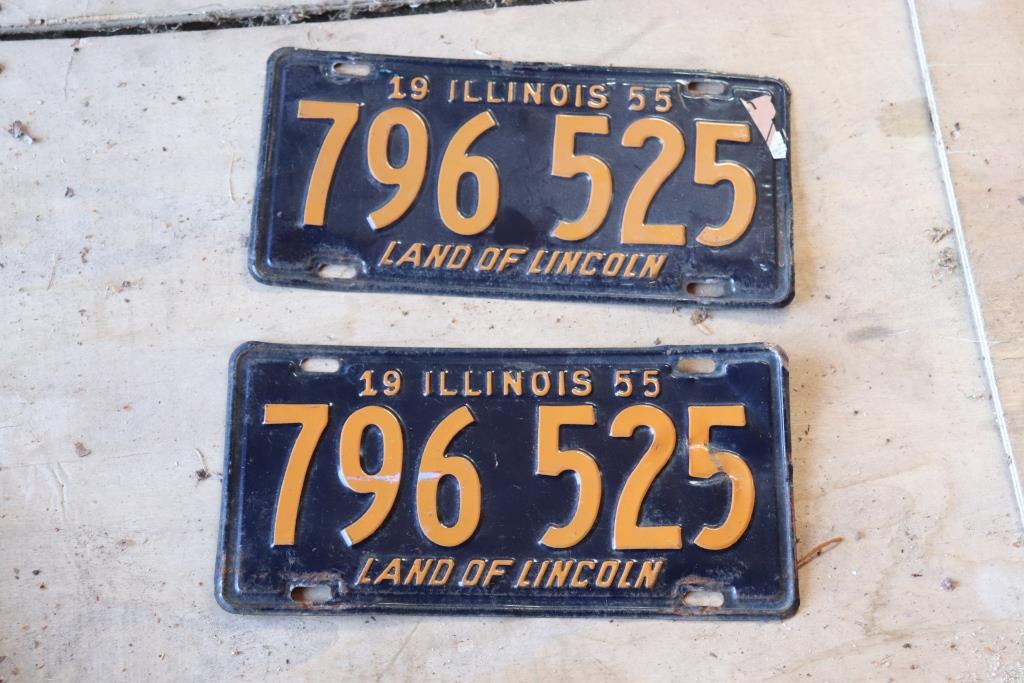 19 ILLINOIS 55
796 525
LAND OF LINCOLN
19 ILLINOIS 55
796 525
LAND OF LINCOLN